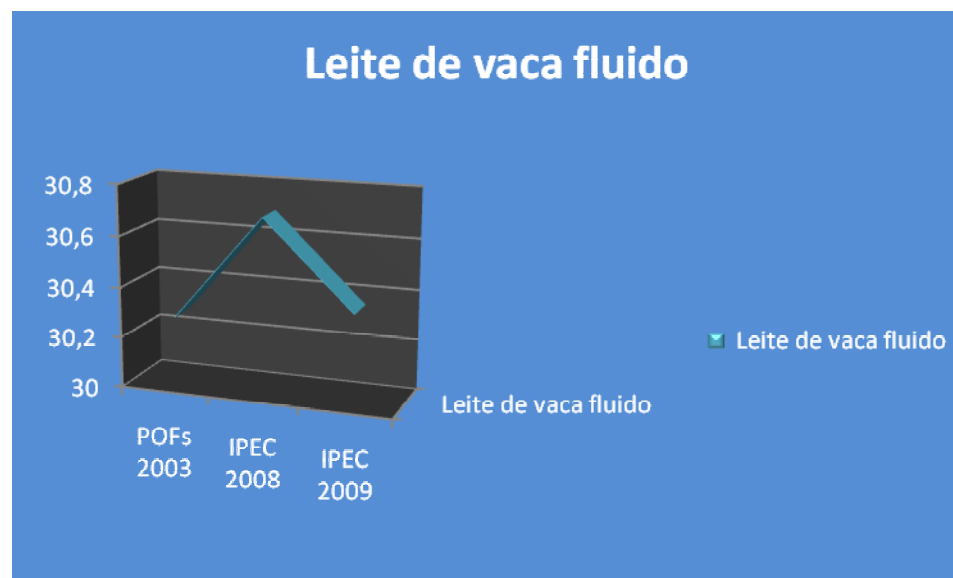 Leite de vaca fluido
30,8
30,6
30,4
30,2
30
POFs
2003
IPEC
2008
IPEC
2009
Leite de vaca fluido
Leite de vaca fluido